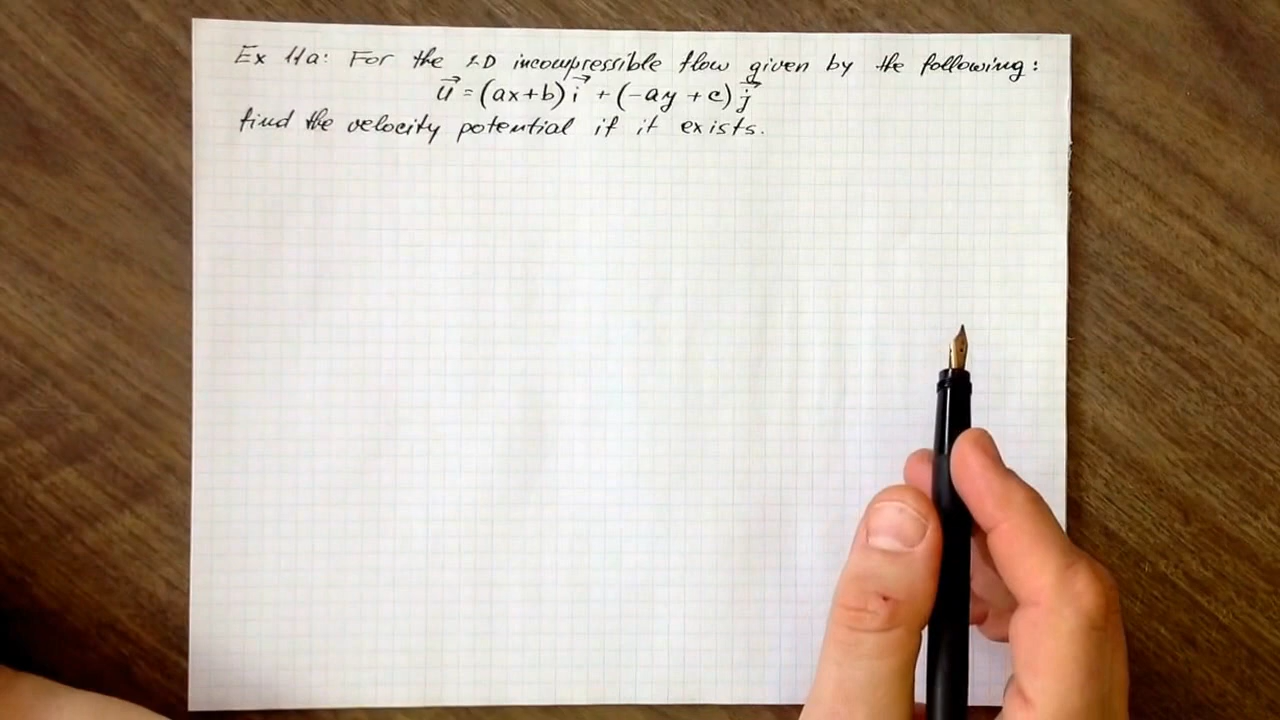 Ex 11a: For the 2D incompressible flow given by the following:
u⃗ = (ax+b) i⃗ + (-ay + c) j⃗
find the velocity potential if it exists.